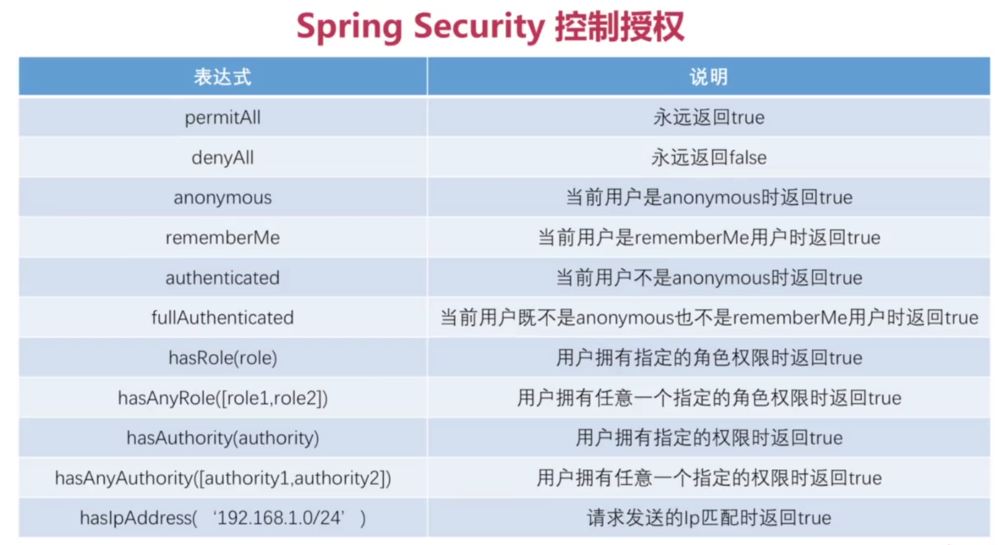 Spring Security 控制授权
表达式 说明
permitAll 永远返回true
denyAll 永远返回false
anonymous 当前用户是anonymous时返回true
rememberMe 当前用户是rememberMe用户时返回true
authenticated 当前用户不是anonymous时返回true
fullAuthenticated 当前用户既不是anonymous也不是rememberMe用户时返回true
hasRole(role) 用户拥有指定的角色权限时返回true
hasAnyRole([role1,role2]) 用户拥有任意一个指定的角色权限时返回true
hasAuthority(authority) 用户拥有指定的权限时返回true
hasAnyAuthority([authority1,authority2]) 用户拥有任意一个指定的权限时返回true
hasIpAddress( ‘192.168.1.0/24’ ) 请求发送的Ip匹配时返回true